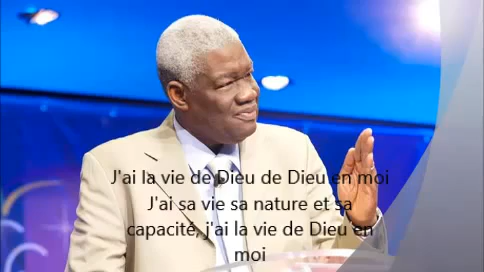 J'ai la vie de Dieu de Dieu en moi
J'ai sa vie sa nature et sa
capacité, j'ai la vie de Dieu en
moi